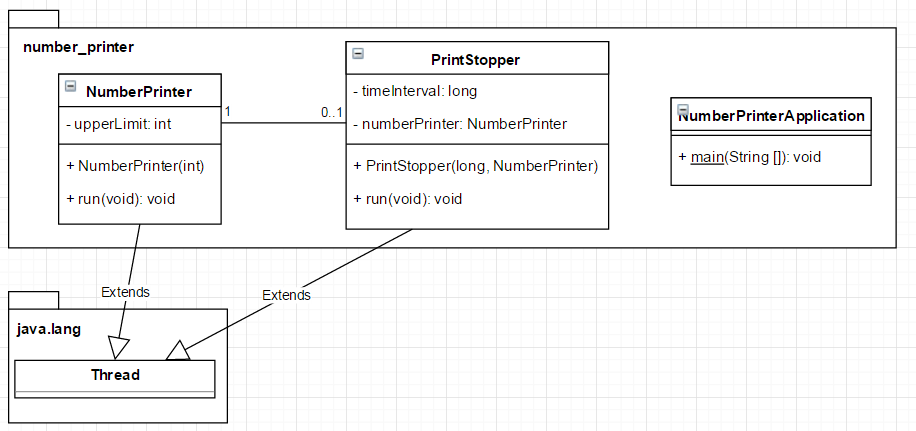 number_printer
NumberPrinter
- upperLimit: int
+ NumberPrinter(int)
+ run(void): void
1
0..1
PrintStopper
- timeInterval: long
- numberPrinter: NumberPrinter
+ PrintStopper(long, NumberPrinter)
+ run(void): void
NumberPrinterApplication
+ main(String []): void
Extends
Extends
java.lang
Thread